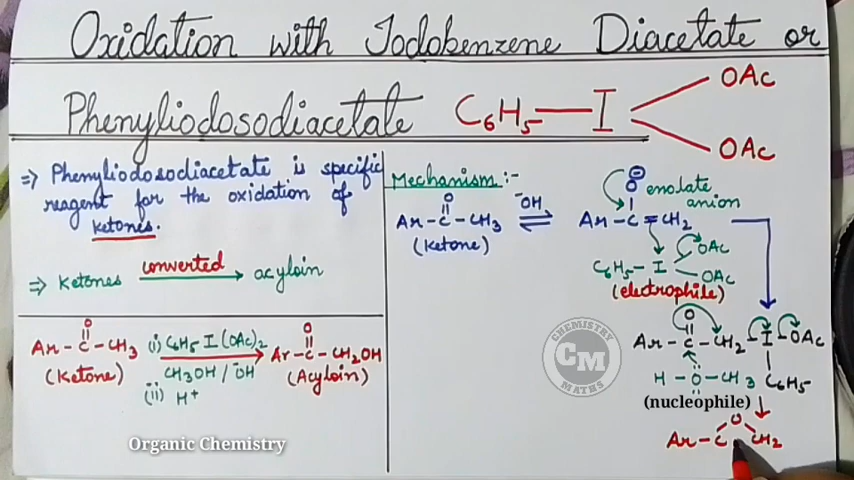 Oxidation with Iodobenzene Diacetate or
Phenyliodosodiacetate C6H5—I
OAc
OAc
⇒ Phenyliodosodiacetate is specific
reagent for the oxidation of
ketones.
⇒ Ketones converted acyloin
O
Ar-C-CH3
(Ketone)
(i) C6H5I(OAc)2
CH3OH / ⁻OH
(ii) H+
O
Ar-C-CH2OH
(Acyloin)
Mechanism :-
O
Ar-C-CH3
(Ketone)
⁻OH
O
enolate
anion
Ar-C=CH2
C6H5-I
OAc
OAc
(electrophile)
O
Ar-C-CH2-I-OAc
C6H5
H-O-CH3
(nucleophile)
O
Ar-C CH2
CHEMISTRY
CM
MATHS
Organic Chemistry